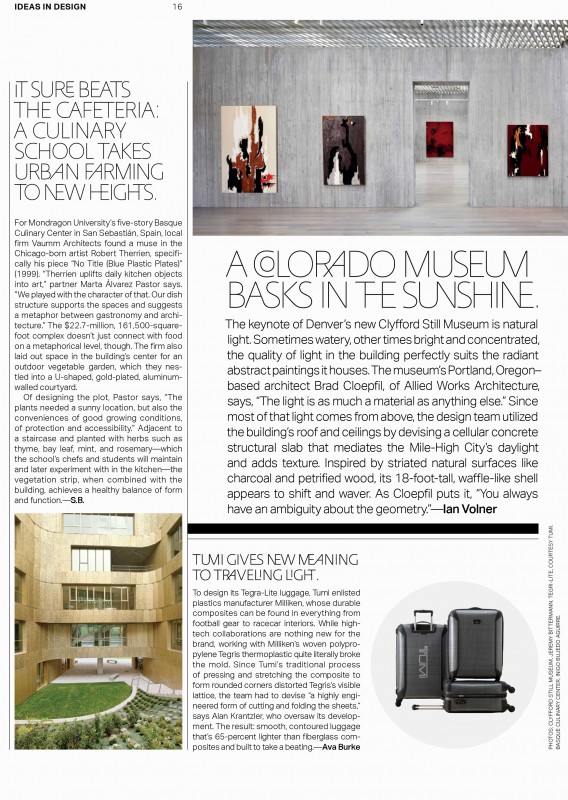 IDEAS IN DESIGN
16
IT SURE BEATS
THE CAFETERIA:
A CULINARY
SCHOOL TAKES
URBAN FARMING
TO NEW HEIGHTS.
For Mondragon University's five-story Basque
Culinary Center in San Sebastián, Spain, local
firm Vaumm Architects found a muse in the
Chicago-born artist Robert Therrien, specifi-
cally his piece "No Title (Blue Plastic Plates)"
(1999). "Therrien uplifts daily kitchen objects
into art," partner Marta Álvarez Pastor says.
"We played with the character of that. Our dish
structure supports the spaces and suggests
a metaphor between gastronomy and archi-
tecture." The $22.7-million, 161,500-square-
foot complex doesn't just connect with food
on a metaphorical level, though. The firm also
laid out space in the building's center for an
outdoor vegetable garden, which they nes-
tled into a U-shaped, gold-plated, aluminum-
walled courtyard.
Of designing the plot, Pastor says, "The
plants needed a sunny location, but also the
conveniences of good growing conditions,
of protection and accessibility." Adjacent to
a staircase and planted with herbs such as
thyme, bay leaf, mint, and rosemary—which
the school's chefs and students will maintain
and later experiment with in the kitchen—the
vegetation strip, when combined with the
building, achieves a healthy balance of form
and function.—S.B.
A COLORADO MUSEUM
BASKS IN THE SUNSHINE.
The keynote of Denver's new Clyfford Still Museum is natural
light. Sometimes watery, other times bright and concentrated,
the quality of light in the building perfectly suits the radiant
abstract paintings it houses. The museum's Portland, Oregon–
based architect Brad Cloepfil, of Allied Works Architecture,
says, "The light is as much a material as anything else." Since
most of that light comes from above, the design team utilized
the building's roof and ceilings by devising a cellular concrete
structural slab that mediates the Mile-High City's daylight
and adds texture. Inspired by striated natural surfaces like
charcoal and petrified wood, its 18-foot-tall, waffle-like shell
appears to shift and waver. As Cloepfil puts it, "You always
have an ambiguity about the geometry."—Ian Volner
TUMI GIVES NEW MEANING
TO TRAVELING LIGHT.
To design its Tegra-Lite luggage, Tumi enlisted
plastics manufacturer Milliken, whose durable
composites can be found in everything from
football gear to racecar interiors. While high-
tech collaborations are nothing new for the
brand, working with Milliken's woven polypro-
pylene Tegris thermoplastic quite literally broke
the mold. Since Tumi's traditional process
of pressing and stretching the composite to
form rounded corners distorted Tegris's visible
lattice, the team had to devise "a highly engi-
neered form of cutting and folding the sheets,"
says Alan Krantzler, who oversaw its develop-
ment. The result: smooth, contoured luggage
that's 65-percent lighter than fiberglass com-
posites and built to take a beating.—Ava Burke
TUMI
PHOTOS: CLYFFORD STILL MUSEUM, JEREMY BITTERMANN; TEGRI-LITE, COURTESY TUMI;
BASQUE CULINARY CENTER, INIGO BUJEDO AGUIRRE.